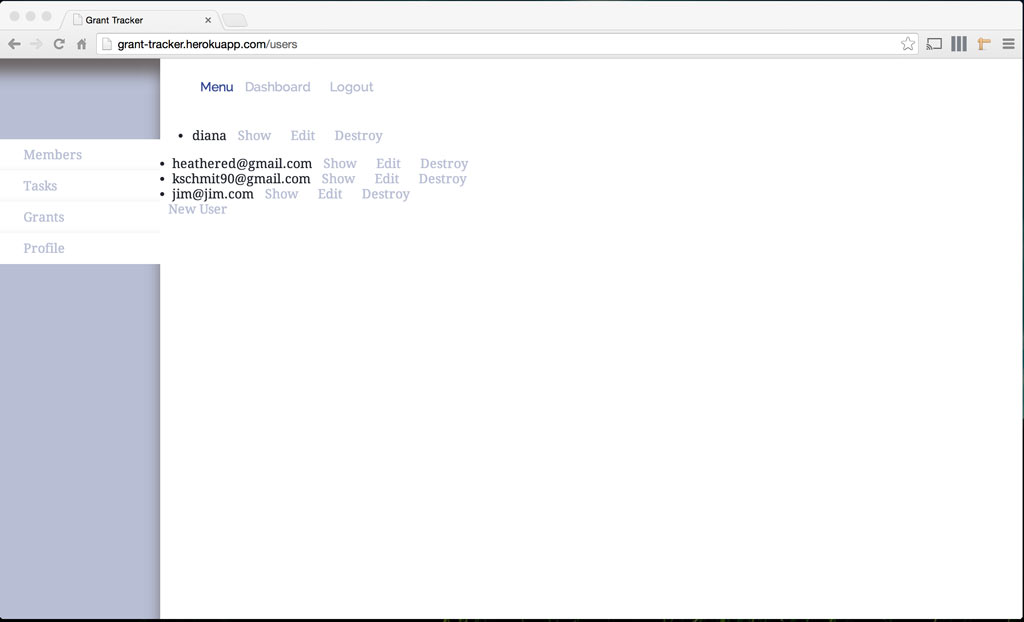 Grant Tracker
grant-tracker.herokuapp.com/users
Menu Dashboard Logout
Members
Tasks
Grants
Profile
• diana Show Edit Destroy
• heathered@gmail.com Show Edit Destroy
• kschmit90@gmail.com Show Edit Destroy
• jim@jim.com Show Edit Destroy
New User